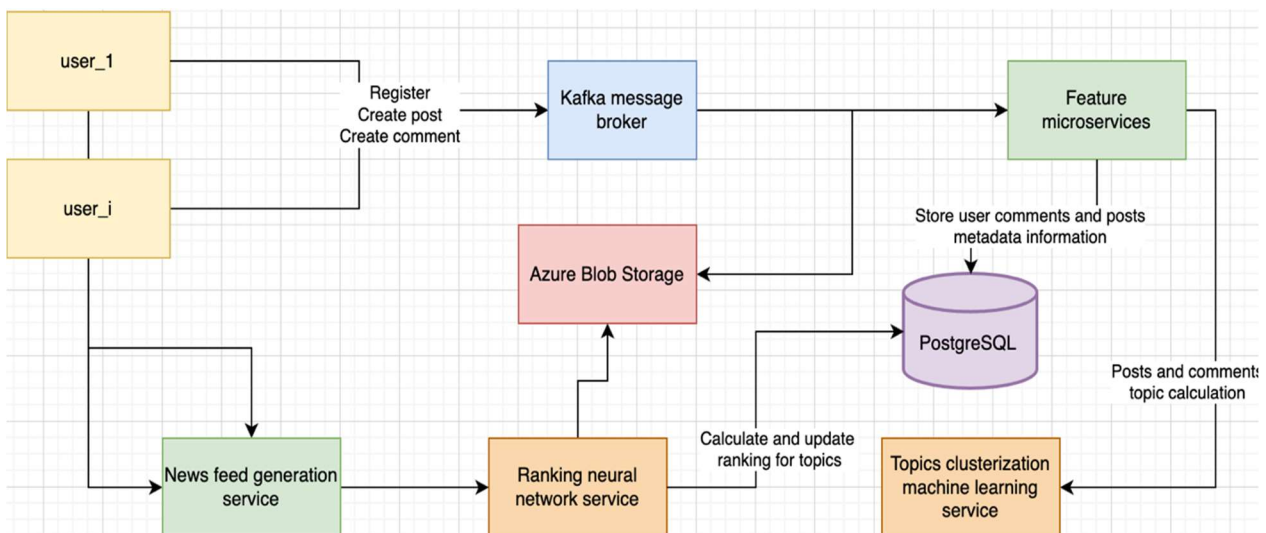 user_1
Register
Create post
Create comment
Kafka message
broker
Feature
microservices
user_i
Store user comments and posts
metadata information
Azure Blob Storage
PostgreSQL
Posts and comments
topic calculation
Calculate and update
ranking for topics
News feed generation
service
Ranking neural
network service
Topics clusterization
machine learning
service